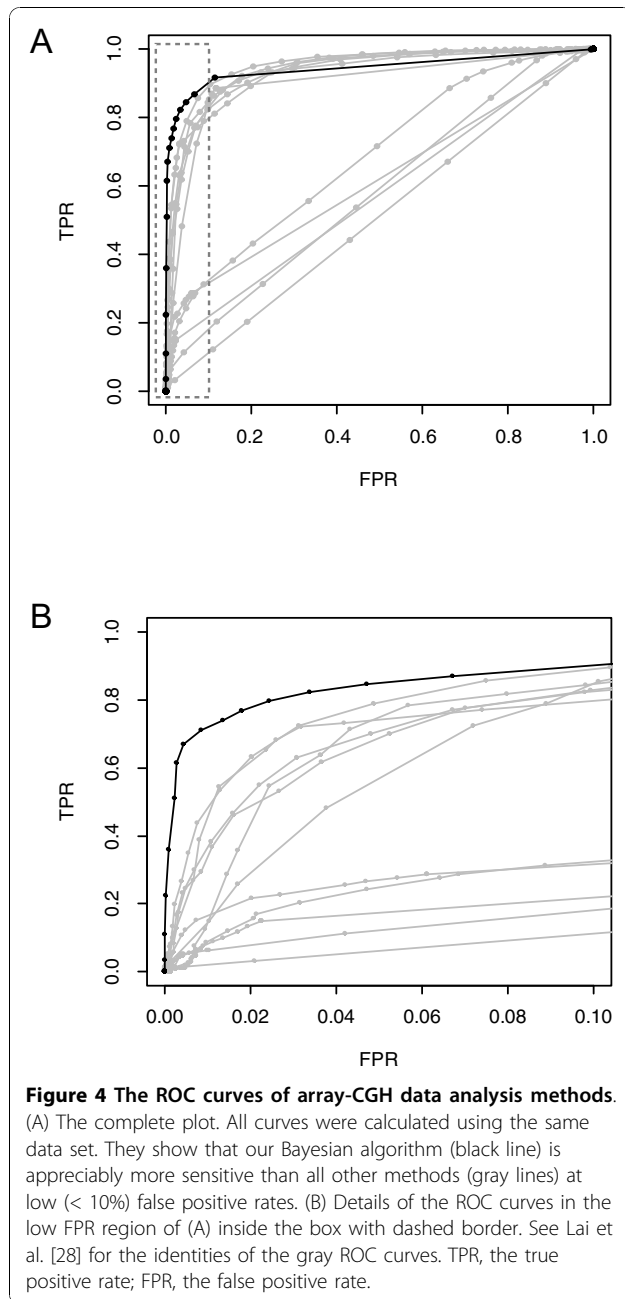 A
TPR
1.0
0.8
0.6
0.4
0.2
0.0
0.0 0.2 0.4 0.6 0.8 1.0
FPR
B
TPR
1.0
0.8
0.6
0.4
0.2
0.0
0.00 0.02 0.04 0.06 0.08 0.10
FPR
Figure 4 The ROC curves of array-CGH data analysis methods.
(A) The complete plot. All curves were calculated using the same
data set. They show that our Bayesian algorithm (black line) is
appreciably more sensitive than all other methods (gray lines) at
low (< 10%) false positive rates. (B) Details of the ROC curves in the
low FPR region of (A) inside the box with dashed border. See Lai et
al. [28] for the identities of the gray ROC curves. TPR, the true
positive rate; FPR, the false positive rate.